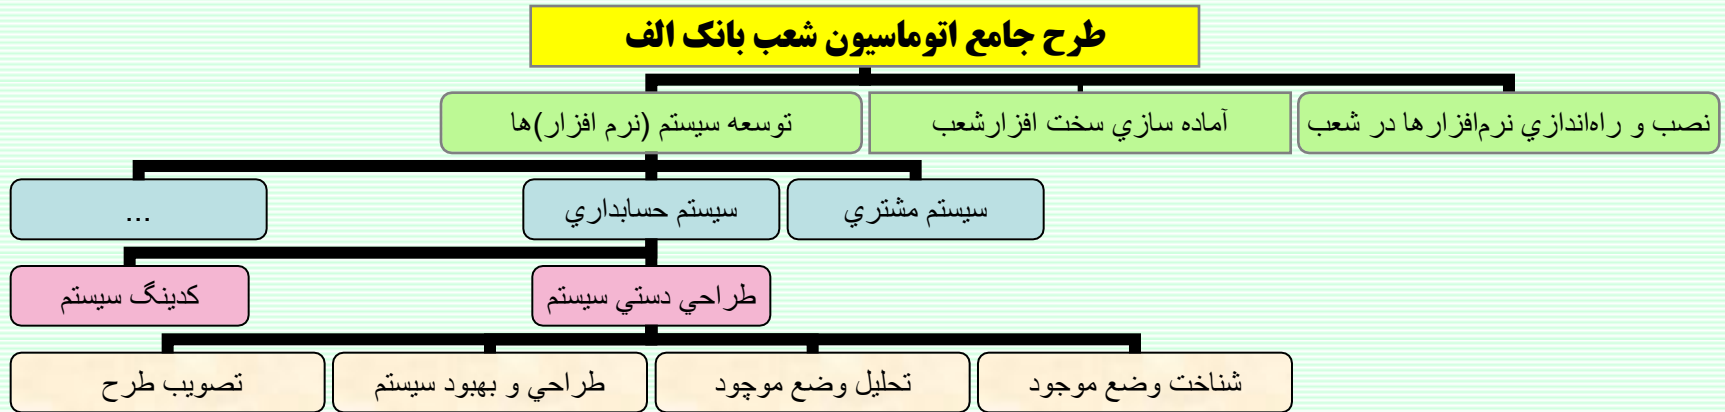 طرح جامع اتوماسیون شعب بانک الف
نصب و راه‌اندازي نرم‌افزارها در شعب
آماده سازي سخت افزارشعب
توسعه سيستم (نرم افزار)ها
سيستم مشتري
سيستم حسابداري
...
طراحي دستي سيستم
كدينگ سيستم
شناخت وضع موجود
تحليل وضع موچود
طراحي و بهبود سيستم
تصويب طرح